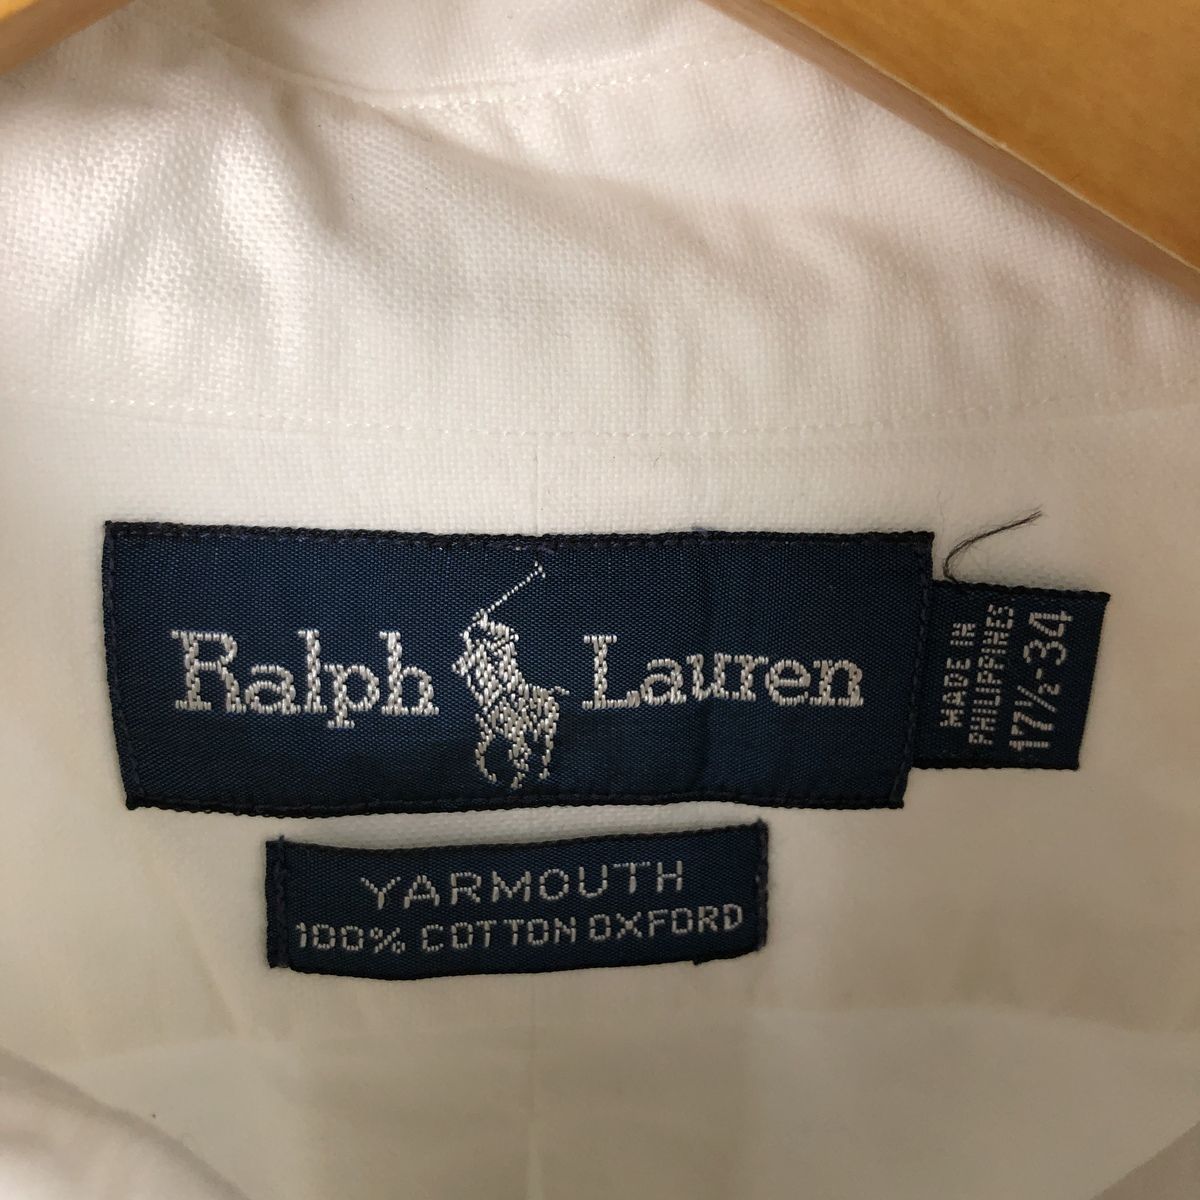 Ralph Lauren
MADE IN
PHILIPPINES
17½-34
YARMOUTH
100% COTTON OXFORD